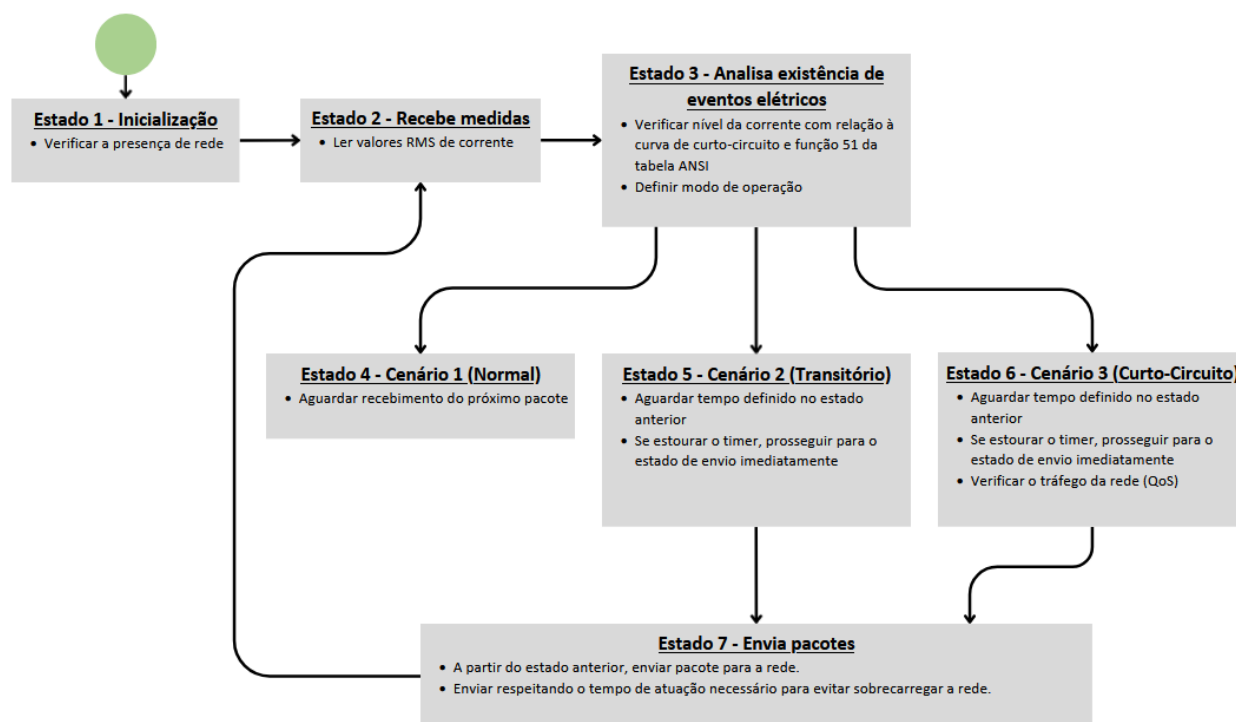 Estado 1 - Inicialização
• Verificar a presença de rede
Estado 2 - Recebe medidas
• Ler valores RMS de corrente
Estado 3 - Analisa existência de
eventos elétricos
• Verificar nível da corrente com relação à
curva de curto-circuito e função 51 da
tabela ANSI
• Definir modo de operação
Estado 4 - Cenário 1 (Normal)
• Aguardar recebimento do próximo pacote
Estado 5 - Cenário 2 (Transitório)
• Aguardar tempo definido no estado
anterior
• Se estourar o timer, prosseguir para o
estado de envio imediatamente
Estado 6 - Cenário 3 (Curto-Circuito)
• Aguardar tempo definido no estado
anterior
• Se estourar o timer, prosseguir para o
estado de envio imediatamente
• Verificar o tráfego da rede (QoS)
Estado 7 - Envia pacotes
• A partir do estado anterior, enviar pacote para a rede.
• Enviar respeitando o tempo de atuação necessário para evitar sobrecarregar a rede.